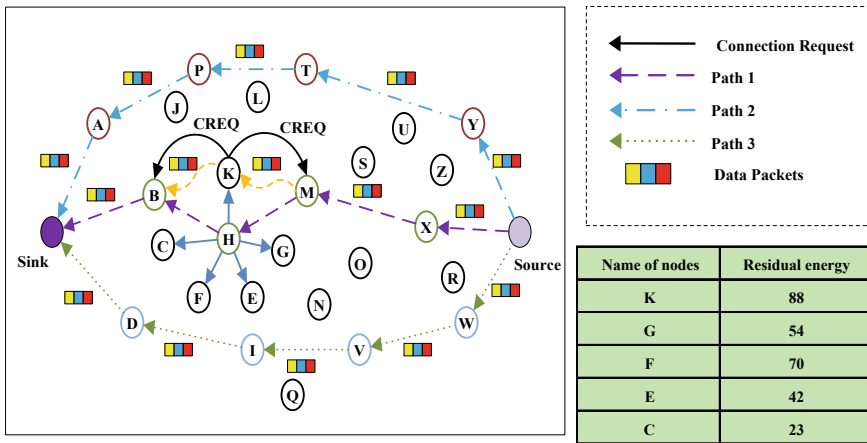 P
T
J
L
A
U
Y
CREQ
CREQ
S
Z
K
B
M
X
H
C
G
O
R
F
E
N
D
I
V
W
Q
Sink
Source
Connection Request
Path 1
Path 2
Path 3
Data Packets
Name of nodes Residual energy
K 88
G 54
F 70
E 42
C 23